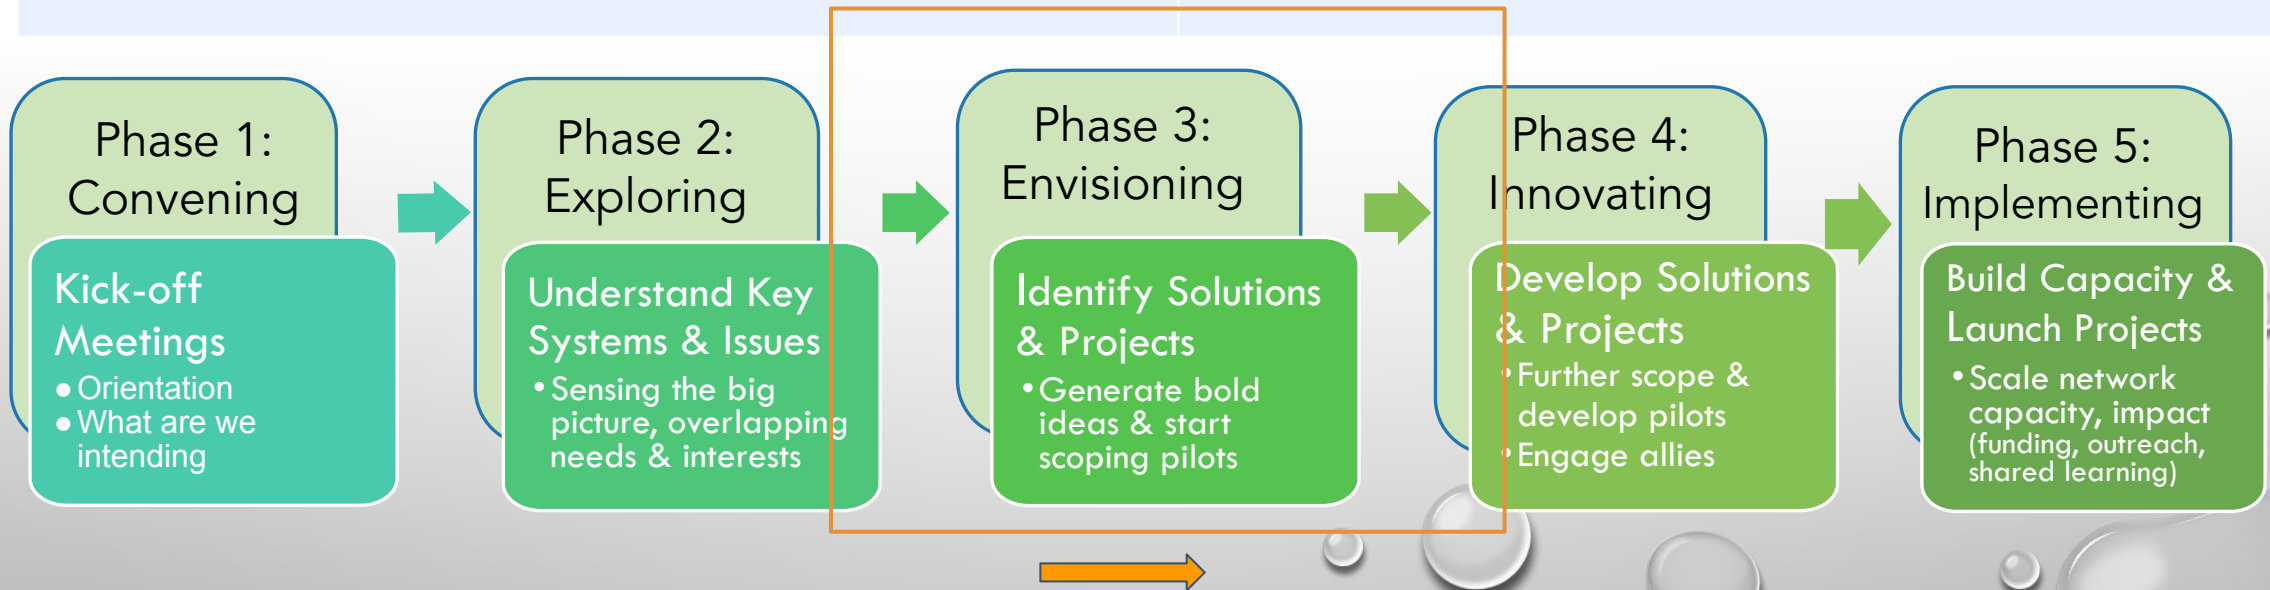 Phase 1:
Convening
Kick-off
Meetings
● Orientation
● What are we
intending
Phase 2:
Exploring
Understand Key
Systems & Issues
• Sensing the big
picture, overlapping
needs & interests
Phase 3:
Envisioning
Identify Solutions
& Projects
• Generate bold
ideas & start
scoping pilots
Phase 4:
Innovating
Develop Solutions
& Projects
• Further scope &
develop pilots
• Engage allies
Phase 5:
Implementing
Build Capacity &
Launch Projects
• Scale network
capacity, impact
(funding, outreach,
shared learning)